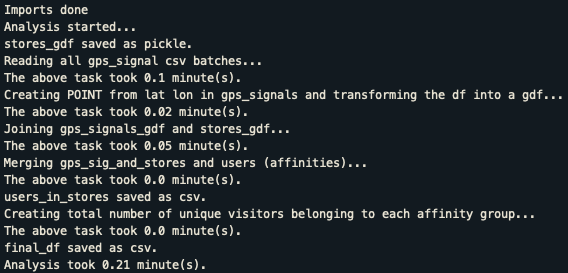 Imports done
Analysis started...
stores_gdf saved as pickle.
Reading all gps_signal csv batches...
The above task took 0.1 minute(s).
Creating POINT from lat lon in gps_signals and transforming the df into a gdf...
The above task took 0.02 minute(s).
Joining gps_signals_gdf and stores_gdf...
The above task took 0.05 minute(s).
Merging gps_sig_and_stores and users (affinities)...
The above task took 0.0 minute(s).
users_in_stores saved as csv.
Creating total number of unique visitors belonging to each affinity group...
The above task took 0.0 minute(s).
final_df saved as csv.
Analysis took 0.21 minute(s).